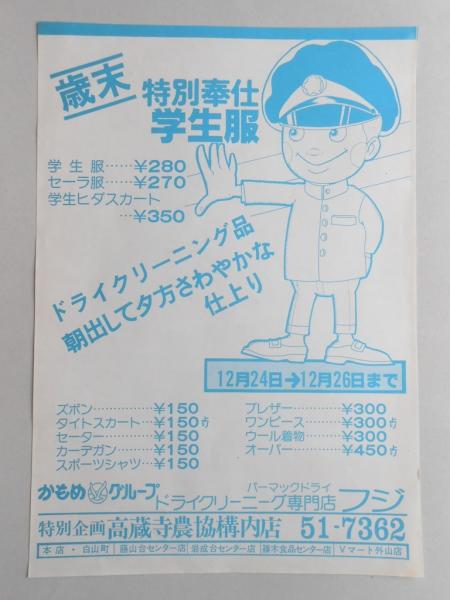 歳末
特別奉仕
学生服
学生服……¥280
セーラ服……¥270
学生ヒダスカート
…¥350
ドライクリーニング品
朝出して夕方さわやかな
仕上り
12月24日→12月26日まで
ズボン…………¥150
タイトスカート…¥150より
セーター…………¥150
カーデガン………¥150
スポーツシャツ…¥150
ブレザー…………¥300
ワンピース………¥300より
ウール着物………¥300
オーバー…………¥450より
かもめグループ
パーマックドライ
ドライクリーニング専門店 フジ
特別企画 高蔵寺農協構内店 51-7362
本店・白山町 藤山台センター店 岩成台センター店 篠木食品センター店 Vマート外山店